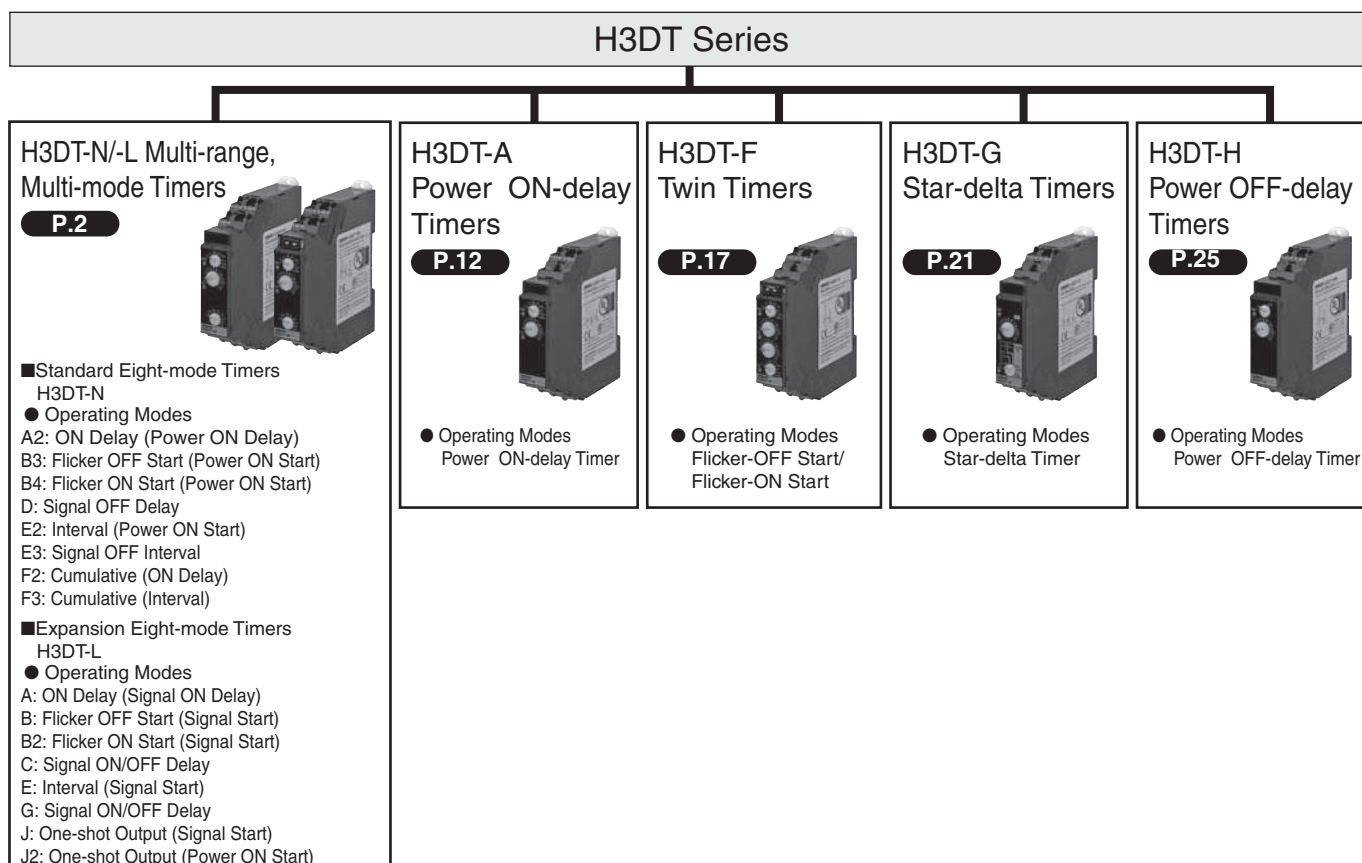 H3DT Series
H3DT-N/-L Multi-range,
Multi-mode Timers
P.2
■Standard Eight-mode Timers
H3DT-N
● Operating Modes
A2: ON Delay (Power ON Delay)
B3: Flicker OFF Start (Power ON Start)
B4: Flicker ON Start (Power ON Start)
D: Signal OFF Delay
E2: Interval (Power ON Start)
E3: Signal OFF Interval
F2: Cumulative (ON Delay)
F3: Cumulative (Interval)
■Expansion Eight-mode Timers
H3DT-L
● Operating Modes
A: ON Delay (Signal ON Delay)
B: Flicker OFF Start (Signal Start)
B2: Flicker ON Start (Signal Start)
C: Signal ON/OFF Delay
E: Interval (Signal Start)
G: Signal ON/OFF Delay
J: One-shot Output (Signal Start)
J2: One-shot Output (Power ON Start)
H3DT-A
Power ON-delay
Timers
P.12
● Operating Modes
Power ON-delay Timer
H3DT-F
Twin Timers
P.17
● Operating Modes
Flicker-OFF Start/
Flicker-ON Start
H3DT-G
Star-delta Timers
P.21
● Operating Modes
Star-delta Timer
H3DT-H
Power OFF-delay
Timers
P.25
● Operating Modes
Power OFF-delay Timer